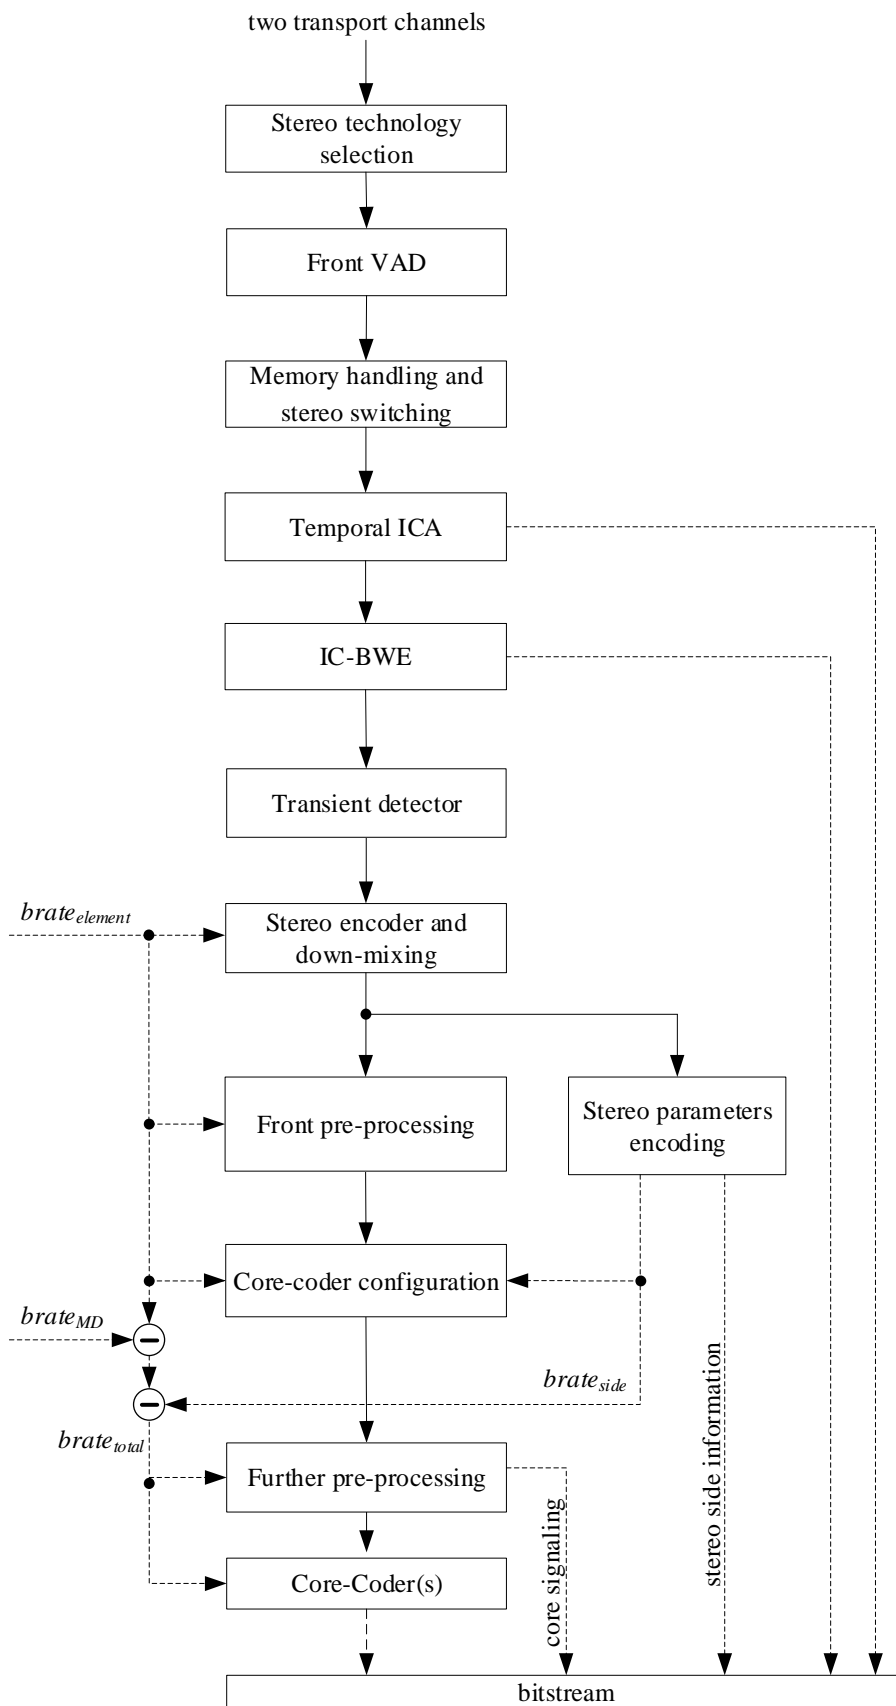 two transport channels
Stereo technology
selection
Front VAD
Memory handling and
stereo switching
Temporal ICA
IC-BWE
Transient detector
brate_element
Stereo encoder and
down-mixing
Front pre-processing
Stereo parameters
encoding
Core-coder configuration
brate_MD
brate_side
brate_total
Further pre-processing
core signaling
stereo side information
Core-Coder(s)
bitstream